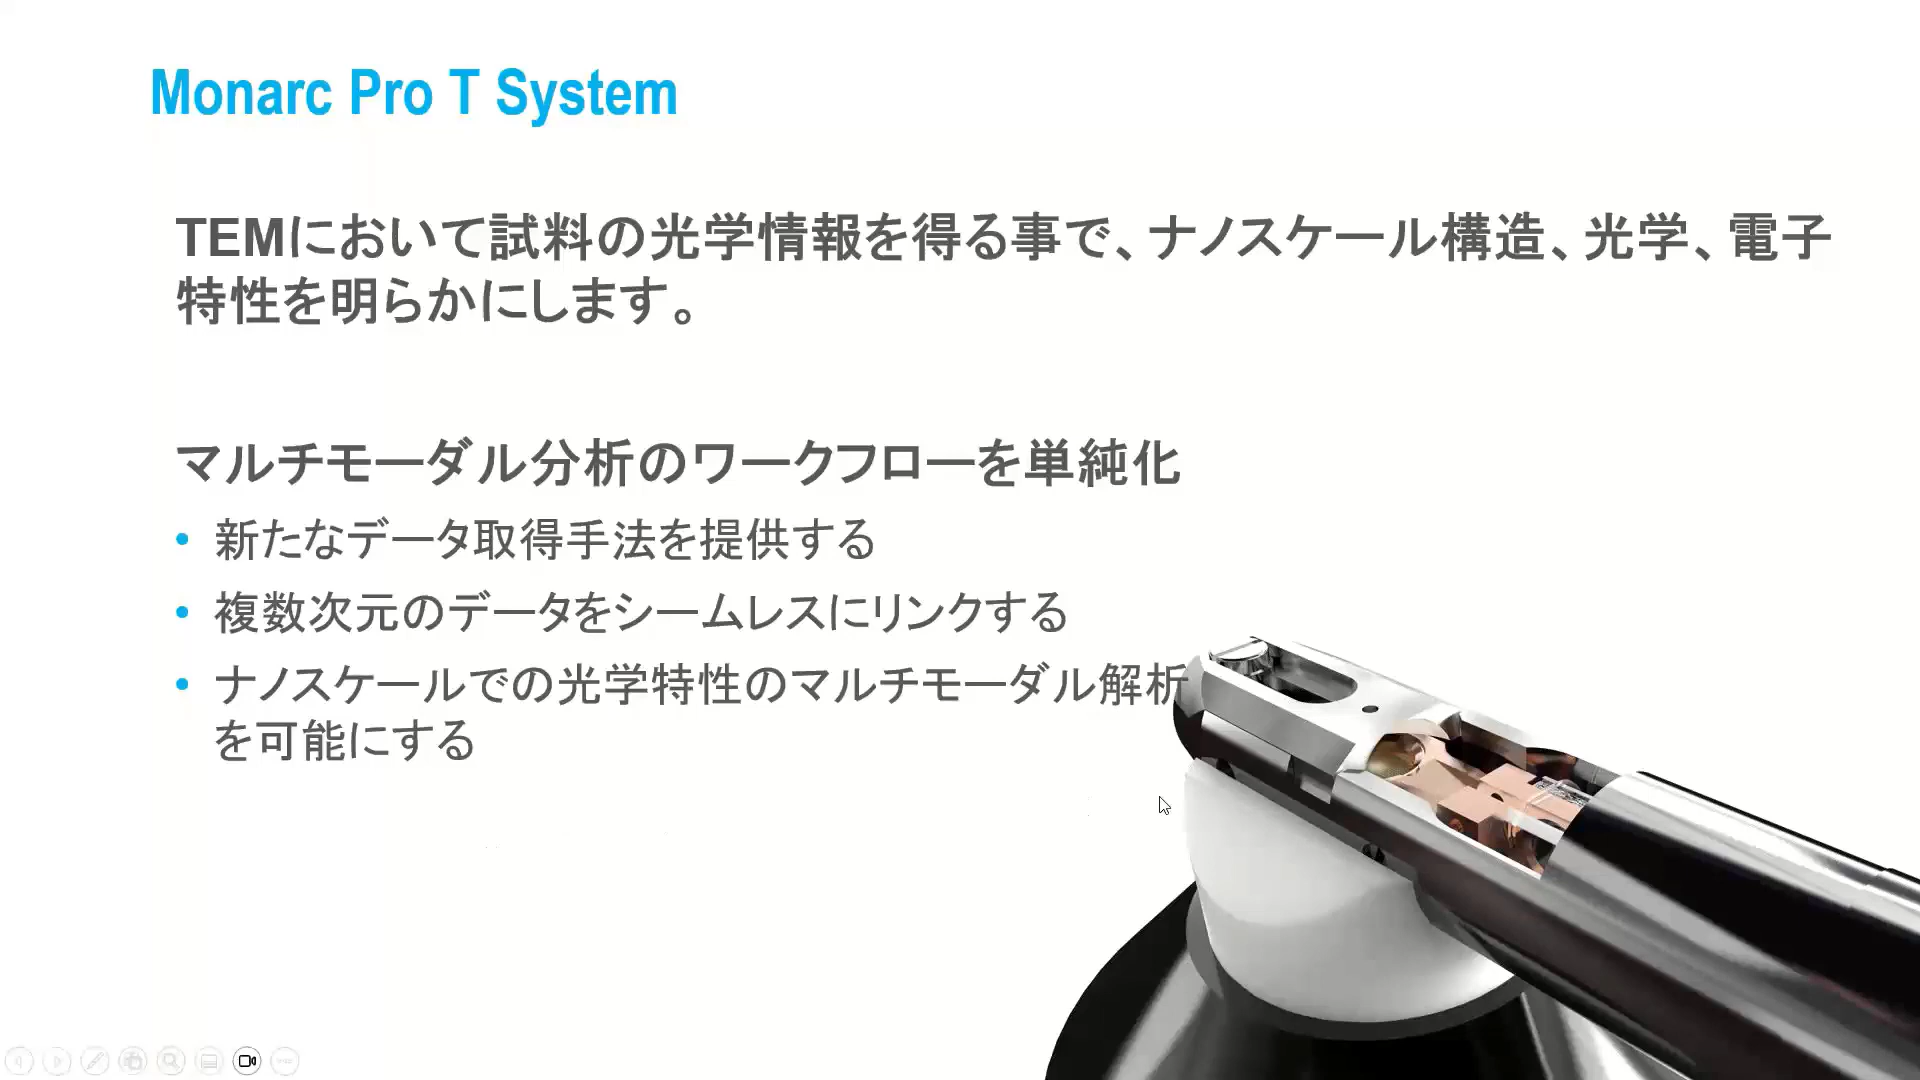 Monarc Pro T System
TEMにおいて試料の光学情報を得る事で、ナノスケール構造、光学、電子
特性を明らかにします。
マルチモーダル分析のワークフローを単純化
• 新たなデータ取得手法を提供する
• 複数次元のデータをシームレスにリンクする
• ナノスケールでの光学特性のマルチモーダル解析
を可能にする